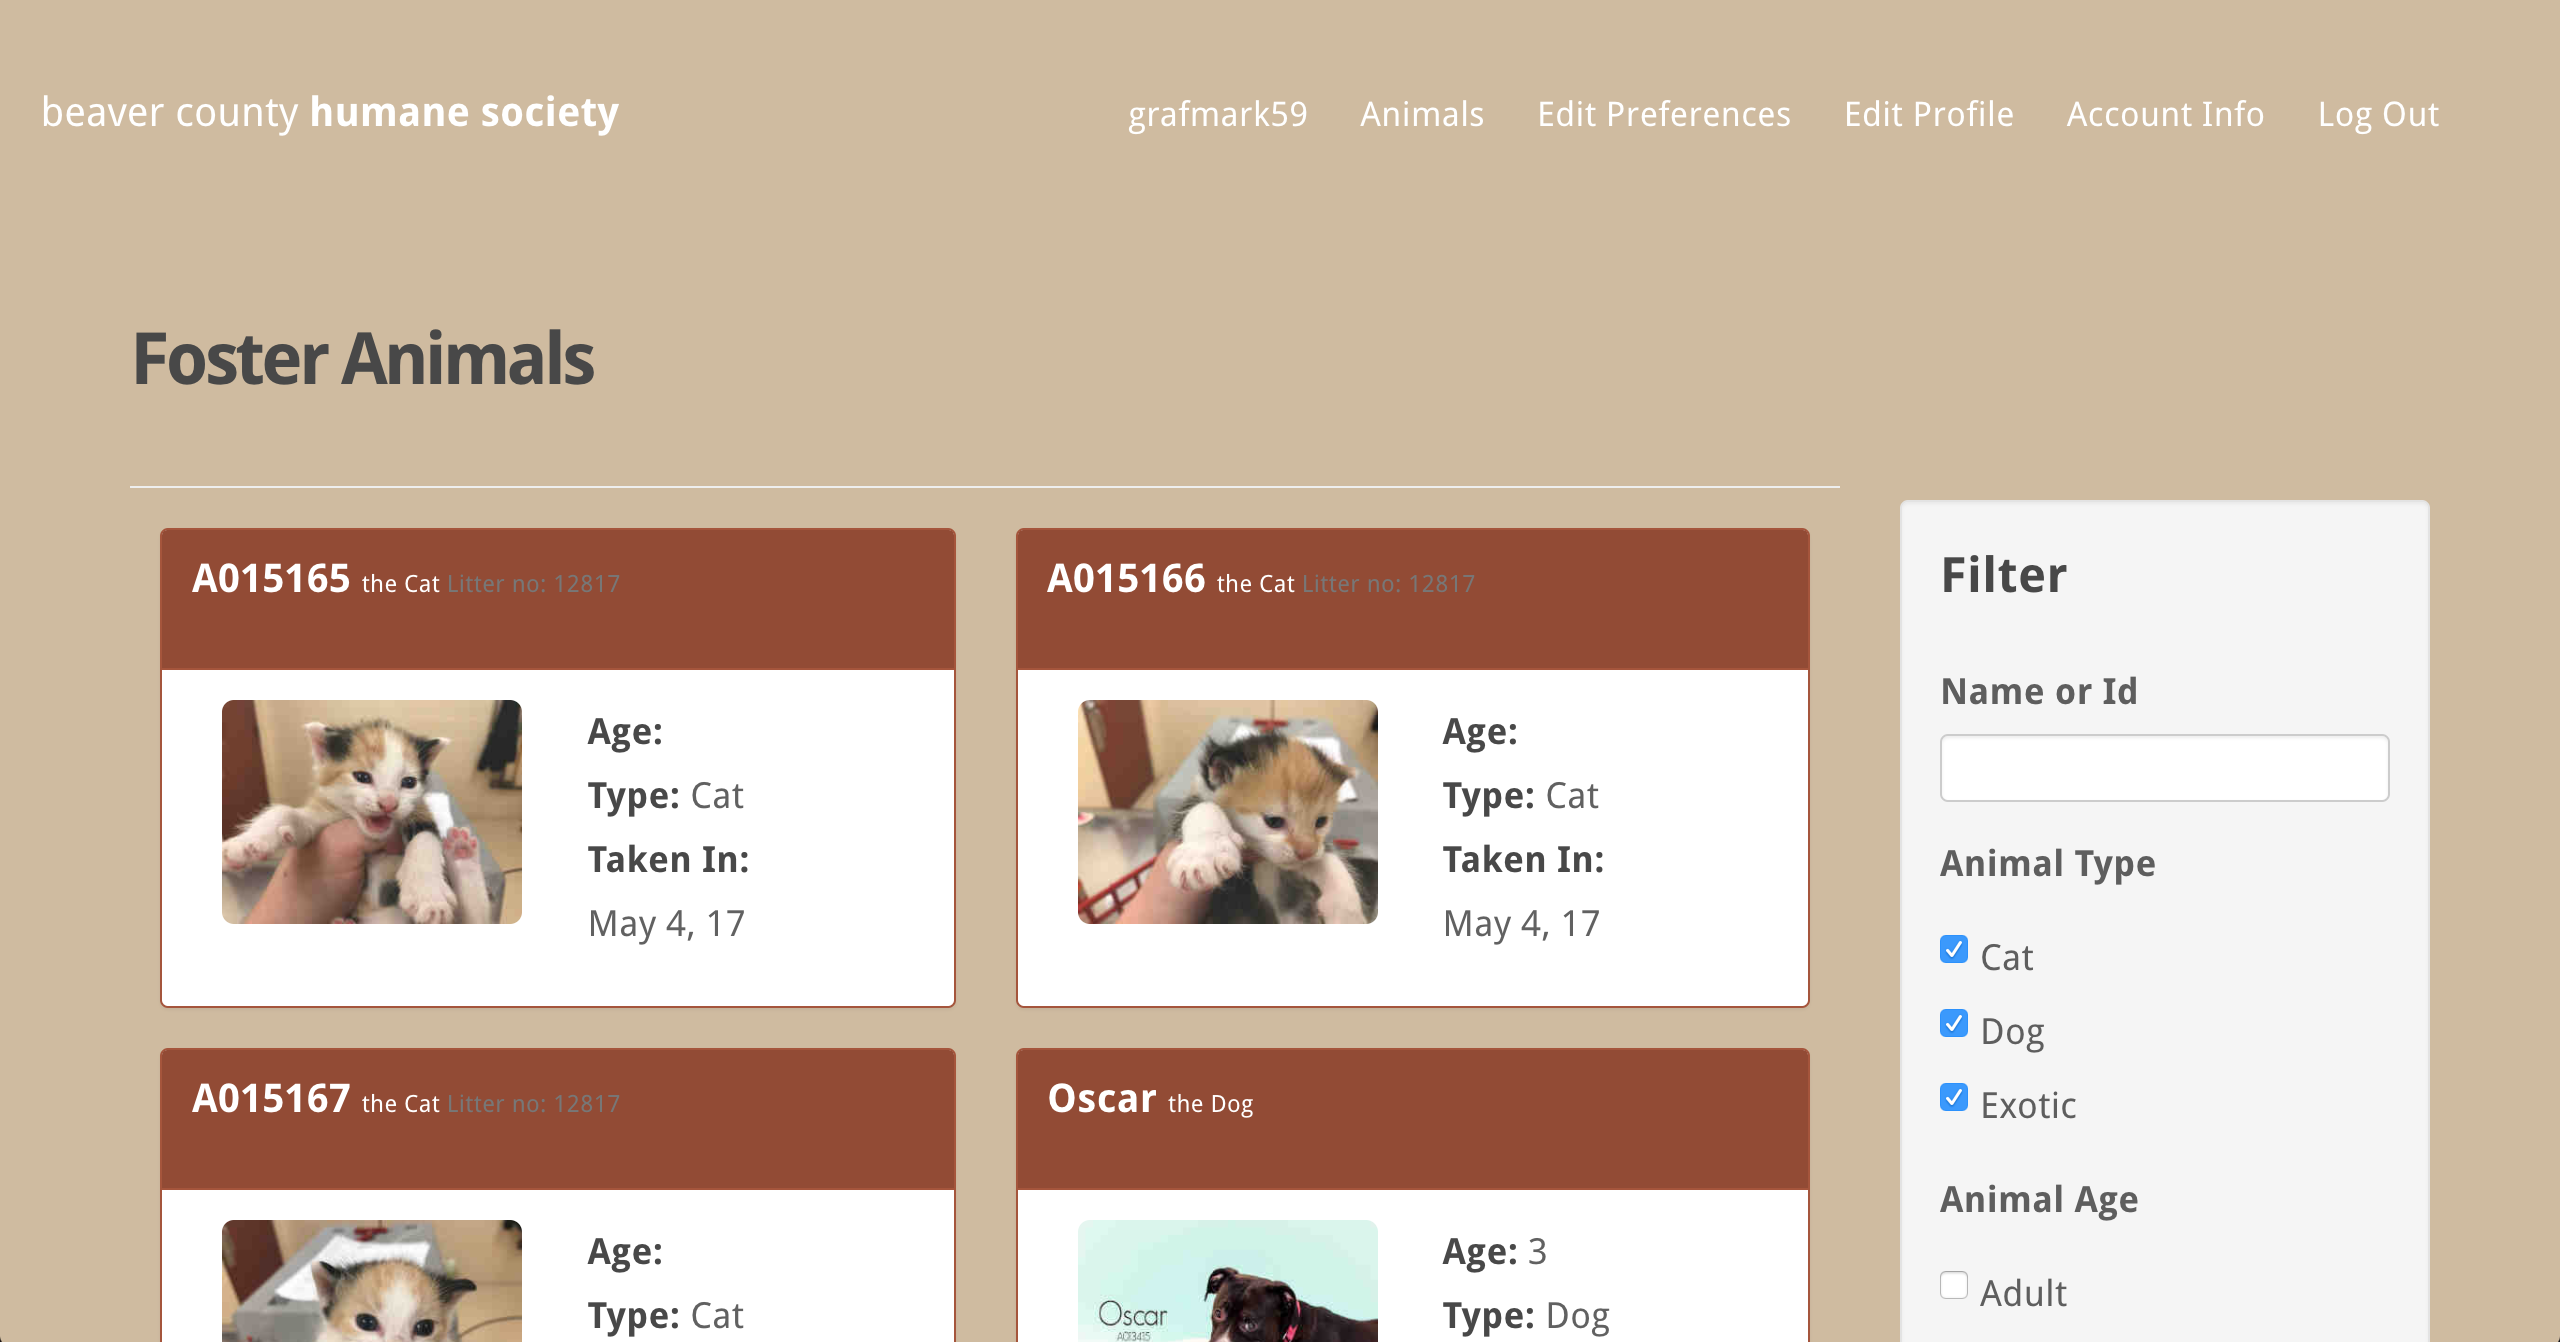 beaver county humane society
grafmark59 Animals Edit Preferences Edit Profile Account Info Log Out
Foster Animals
A015165 the Cat Litter no: 12817
Age:
Type: Cat
Taken In:
May 4, 17
A015166 the Cat Litter no: 12817
Age:
Type: Cat
Taken In:
May 4, 17
A015167 the Cat Litter no: 12817
Age:
Type: Cat
Oscar the Dog
Oscar
A013415
Age: 3
Type: Dog
Filter
Name or Id
Animal Type
Cat
Dog
Exotic
Animal Age
Adult